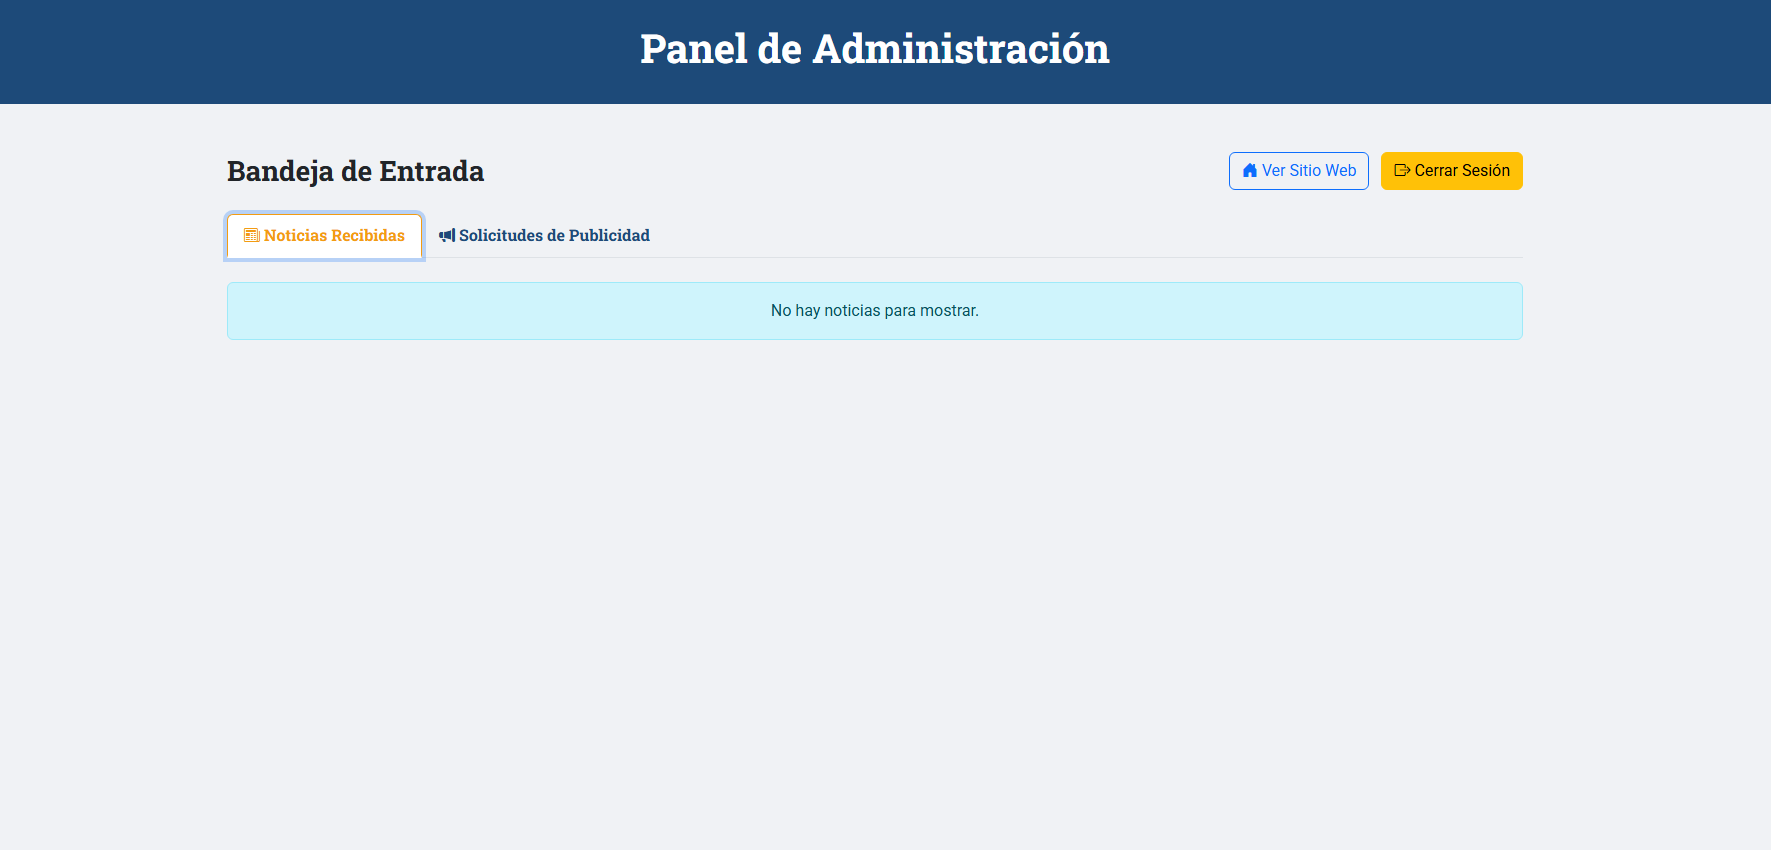 Panel de Administración
Bandeja de Entrada
Ver Sitio Web
Cerrar Sesión
Noticias Recibidas
Solicitudes de Publicidad
No hay noticias para mostrar.